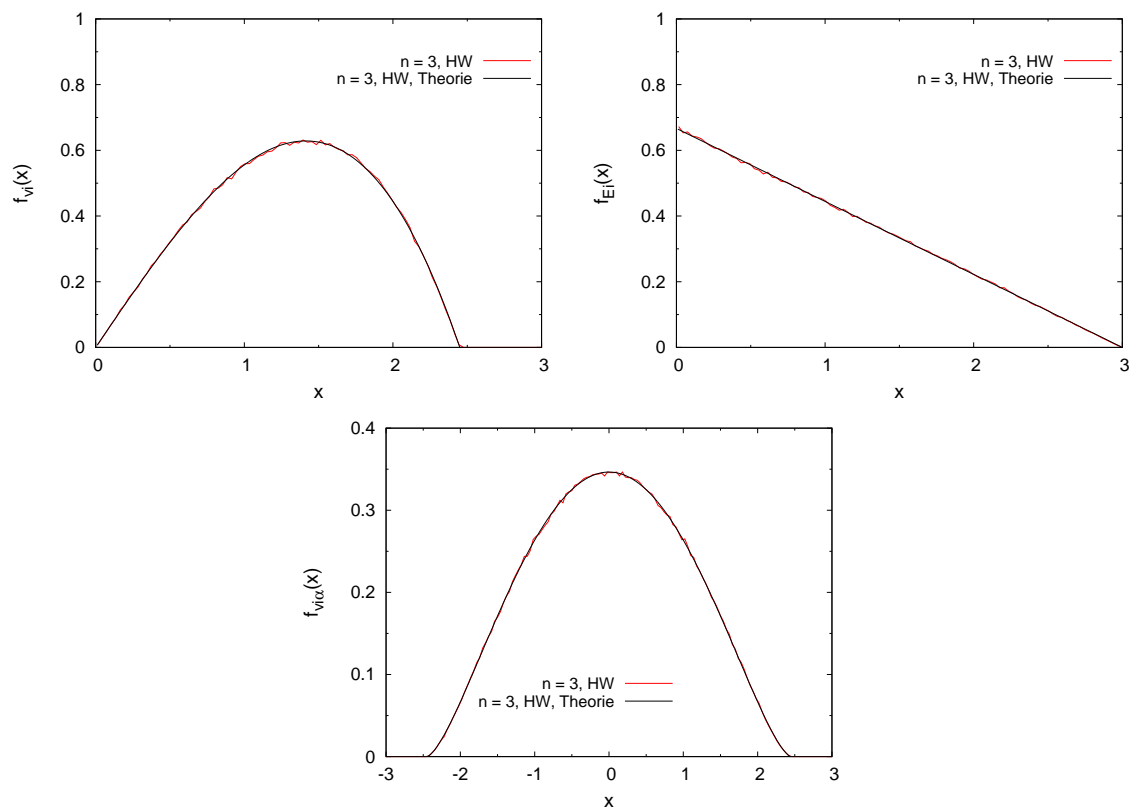 1
0.8
0.6
0.4
0.2
0
f_vi(x)
n = 3, HW
n = 3, HW, Theorie
0 1 2 3
x
1
0.8
0.6
0.4
0.2
0
f_Ei(x)
n = 3, HW
n = 3, HW, Theorie
0 1 2 3
x
0.4
0.3
0.2
0.1
0
f_viα(x)
n = 3, HW
n = 3, HW, Theorie
-3 -2 -1 0 1 2 3
x